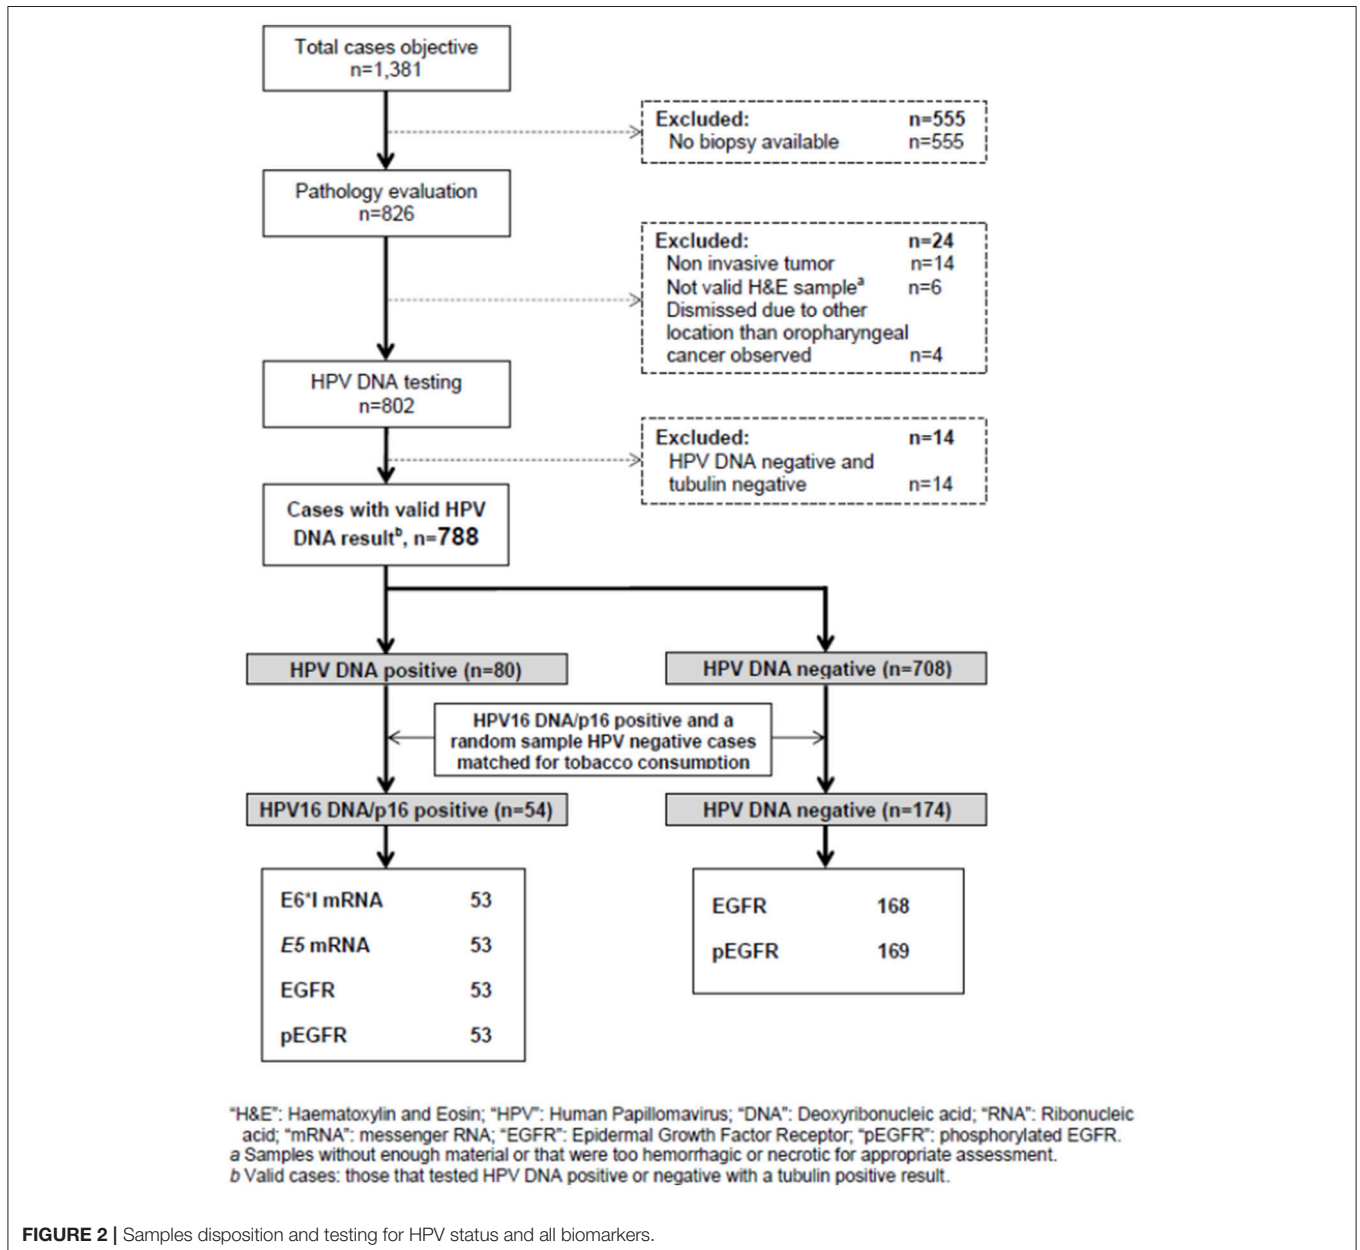 Total cases objective
n=1,381
Excluded: n=555
No biopsy available n=555
Pathology evaluation
n=826
Excluded: n=24
Non invasive tumor n=14
Not valid H&E sampleª n=6
Dismissed due to other
location than oropharyngeal
cancer observed n=4
HPV DNA testing
n=802
Excluded: n=14
HPV DNA negative and
tubulin negative n=14
Cases with valid HPV
DNA resultᵇ, n=788
HPV DNA positive (n=80)
HPV DNA negative (n=708)
HPV16 DNA/p16 positive and a
random sample HPV negative cases
matched for tobacco consumption
HPV16 DNA/p16 positive (n=54)
HPV DNA negative (n=174)
E6*I mRNA 53
E5 mRNA 53
EGFR 53
pEGFR 53
EGFR 168
pEGFR 169
"H&E": Haematoxylin and Eosin; "HPV": Human Papillomavirus; "DNA": Deoxyribonucleic acid; "RNA": Ribonucleic
acid; "mRNA": messenger RNA; "EGFR": Epidermal Growth Factor Receptor; "pEGFR": phosphorylated EGFR.
a Samples without enough material or that were too hemorrhagic or necrotic for appropriate assessment.
b Valid cases: those that tested HPV DNA positive or negative with a tubulin positive result.
FIGURE 2 | Samples disposition and testing for HPV status and all biomarkers.